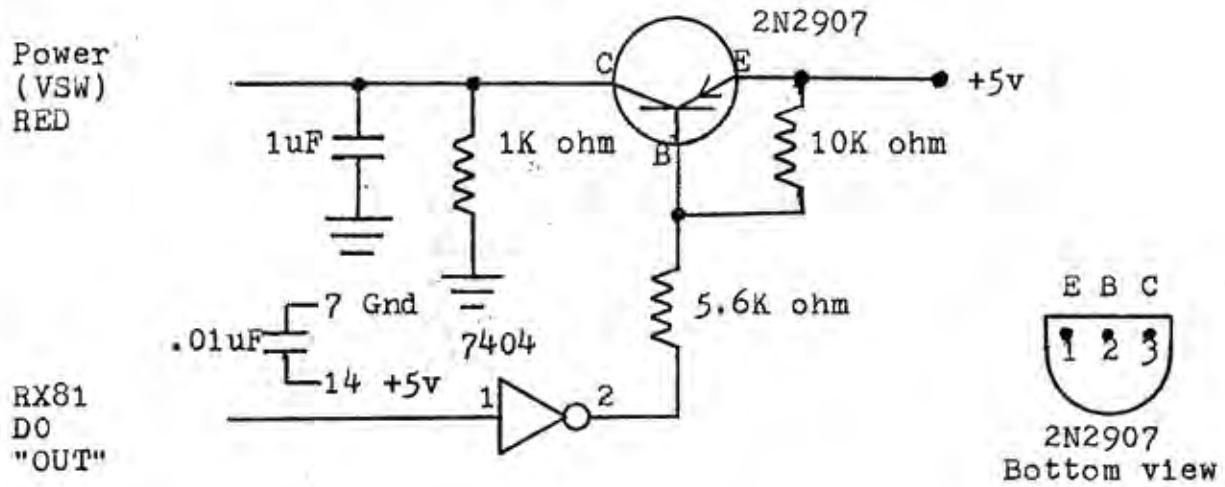 2N2907
Power
(VSW)
RED
C
E
+5v
1uF
1K ohm
B
10K ohm
5.6K ohm
7 Gnd
.01uF
7404
14 +5v
RX81
DO
"OUT"
1
2
E B C
1 2 3
2N2907
Bottom view